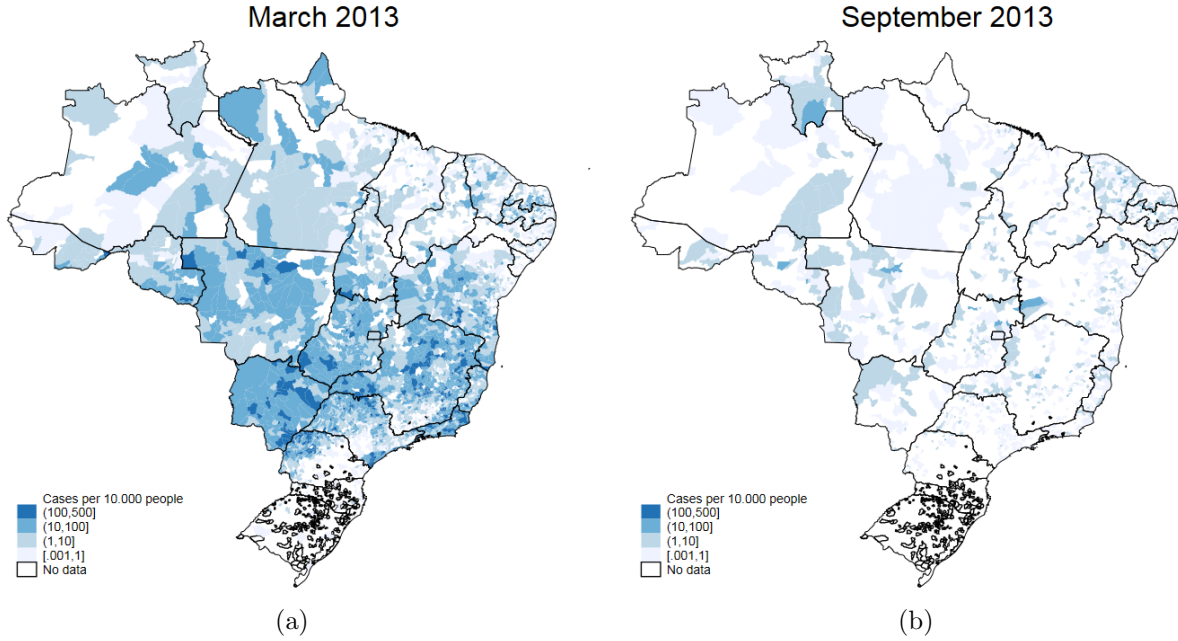 March 2013
Cases per 10.000 people
(100,500]
(10,100]
(1,10]
[.001,1]
No data
(a)
September 2013
Cases per 10.000 people
(100,500]
(10,100]
(1,10]
[.001,1]
No data
(b)